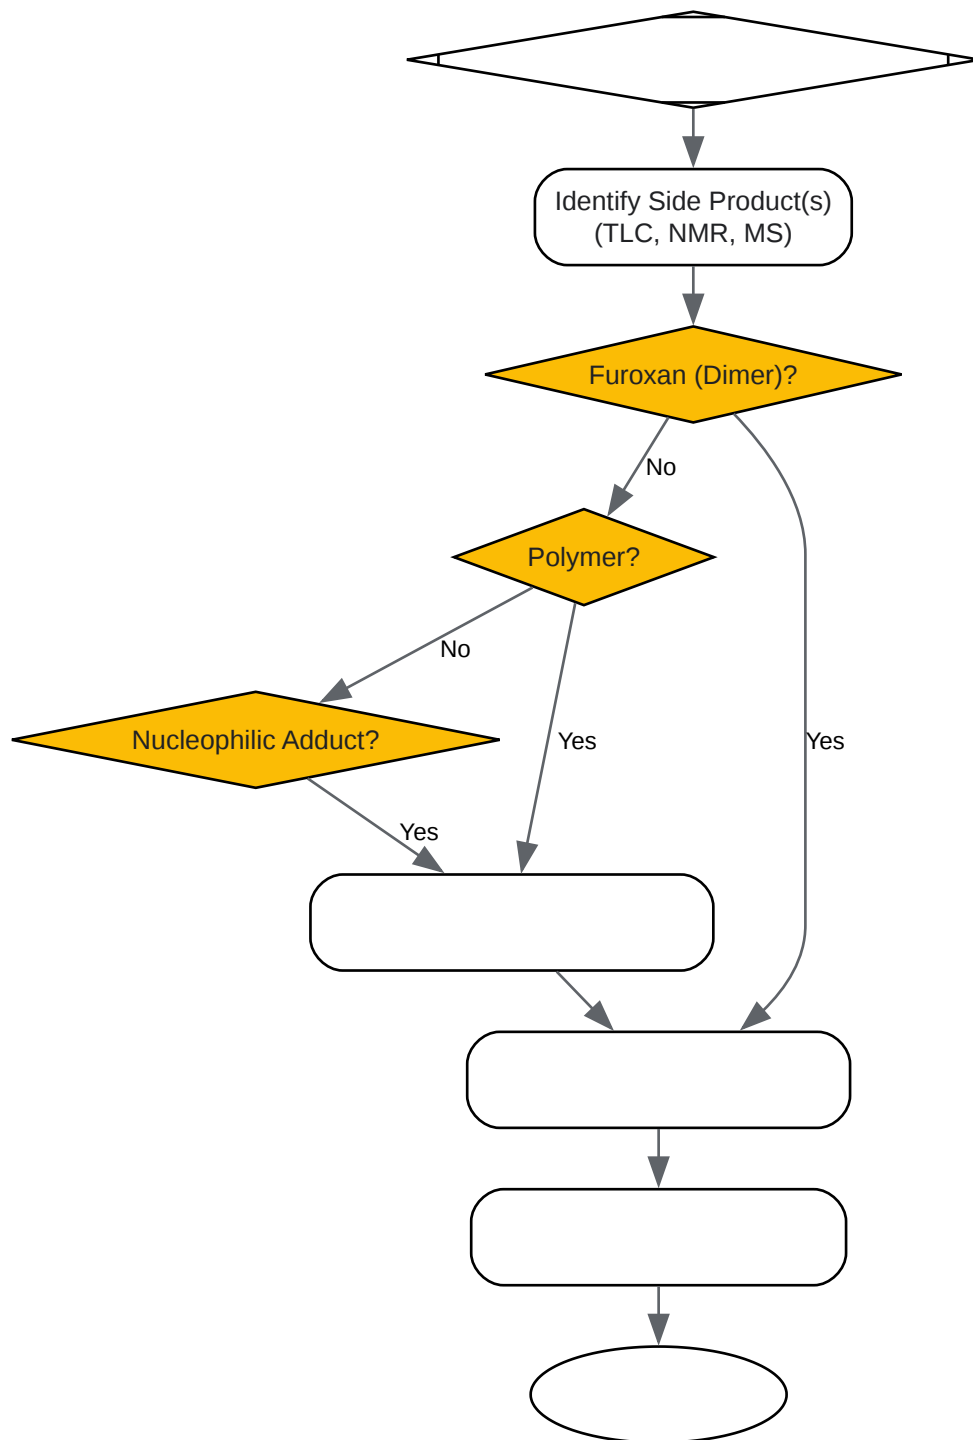 Identify Side Product(s)
(TLC, NMR, MS)
Furoxan (Dimer)?
No
Polymer?
No
Nucleophilic Adduct?
Yes
Yes
Yes